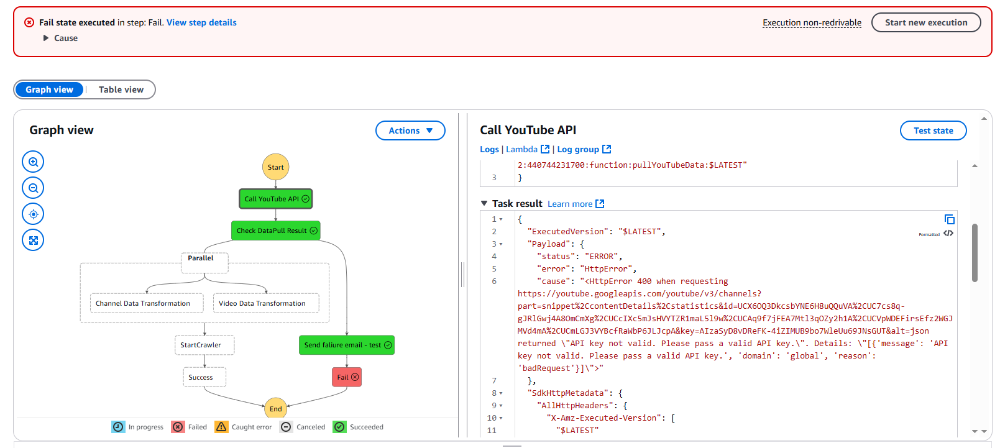 Fail state executed in step: Fail. View step details
Execution non-redrivable
Start new execution
Cause
Graph view
Table view
Graph view
Actions
Start
Call YouTube API
Check DataPull Result
Parallel
Channel Data Transformation
Video Data Transformation
StartCrawler
Send faliure email - test
Success
Fail
End
In progress
Failed
Caught error
Canceled
Succeeded
Call YouTube API
Test state
Logs | Lambda | Log group
2:440744231700:function:pullYouTubeData:$LATEST"
3 }
Task result Learn more
Formatted
1 {
2 "ExecutedVersion": "$LATEST",
3 "Payload": {
4 "status": "ERROR",
5 "error": "HttpError",
6 "cause": "<HttpError 400 when requesting
https://youtube.googleapis.com/youtube/v3/channels?
part=snippet%2CcontentDetails%2Cstatistics&id=UCX6OQ3DkcsbYNE6H8uQQuVA%2CUC7cs8q-
gJRlGwj4A8OmCmXg%2CUCcIXc5mJsHVYTZR1maL5l9w%2CUCAq9f7jFEA7Mtl3qOZy2h1A%2CUCVpWDEFirsEfz2WGJ
MVd4mA%2CUCmLGJ3VYBcfRaWbP6JLJcpA&key=AIzaSyD8vDReFK-4iZIMUB9bo7WleUu69JNsGUT&alt=json
returned \"API key not valid. Please pass a valid API key.\". Details: \"[{'message': 'API
key not valid. Please pass a valid API key.', 'domain': 'global', 'reason':
'badRequest'}]\">"
7 },
8 "SdkHttpMetadata": {
9 "AllHttpHeaders": {
10 "X-Amz-Executed-Version": [
11 "$LATEST"